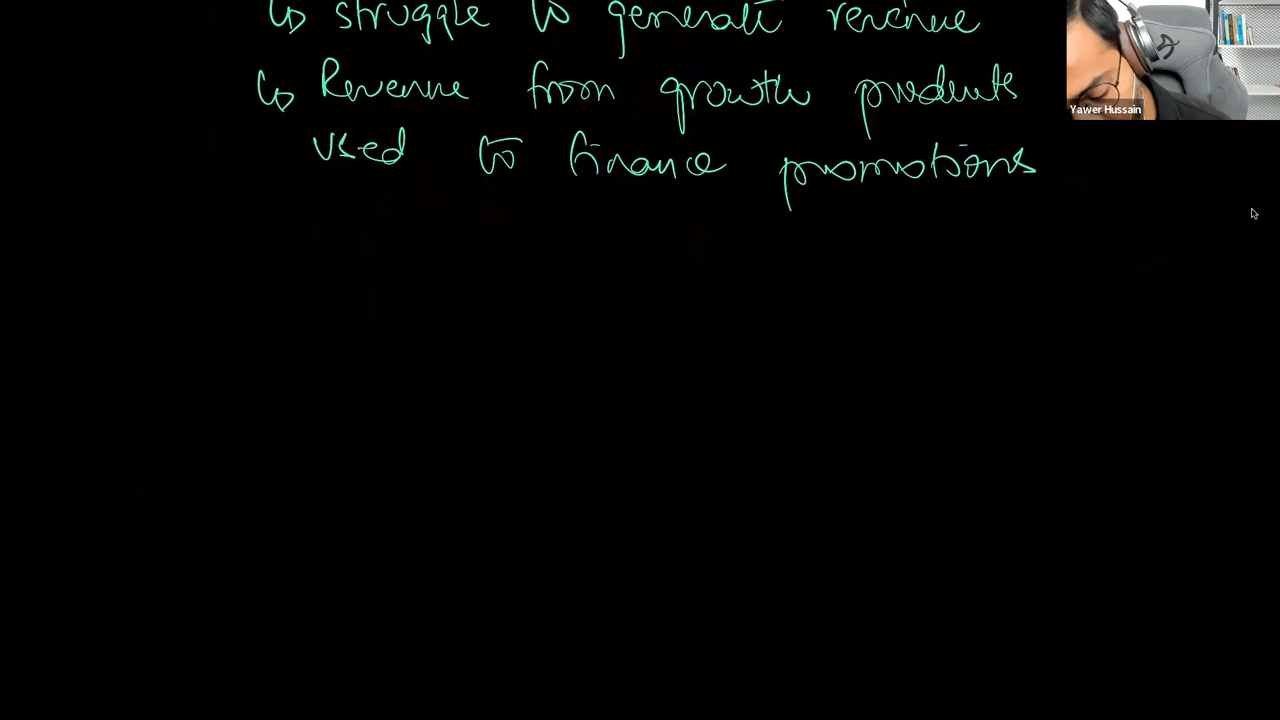 ↳ struggle to generate revenue
↳ Revenue from growth products
used to finance promotions
Yawer Hussain